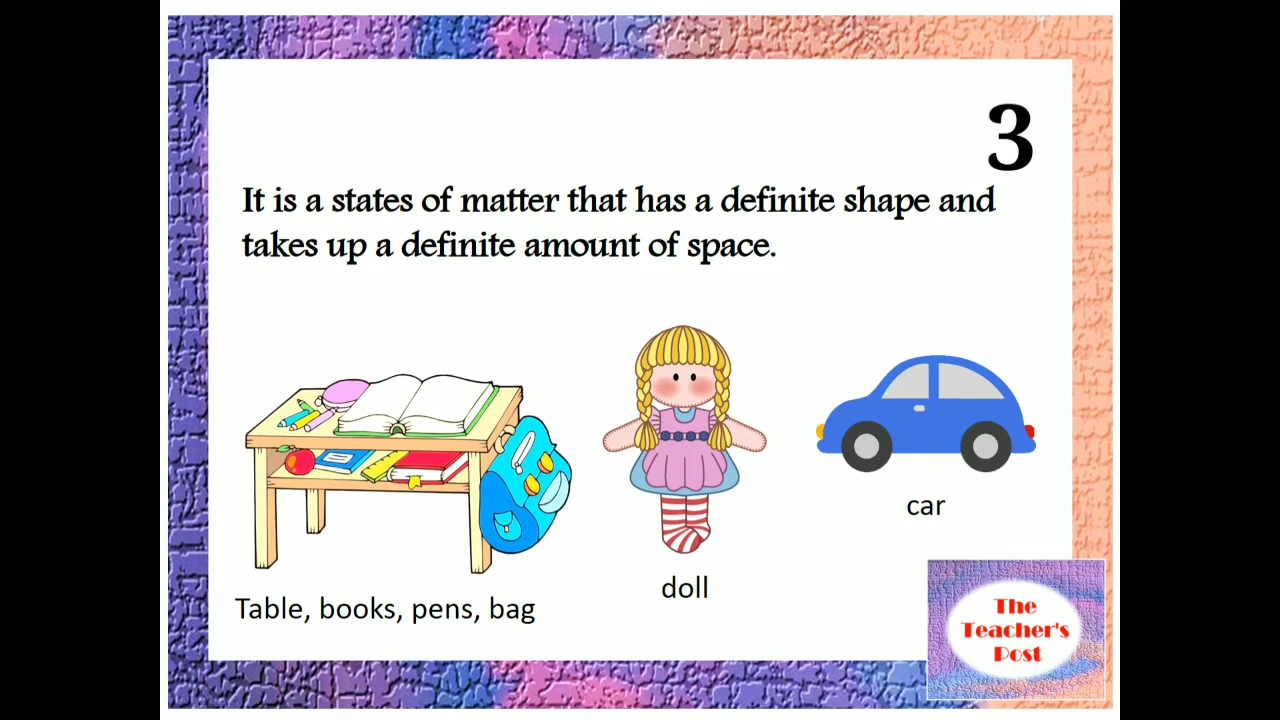 3
It is a states of matter that has a definite shape and
takes up a definite amount of space.
car
doll
Table, books, pens, bag
The
Teacher's
Post